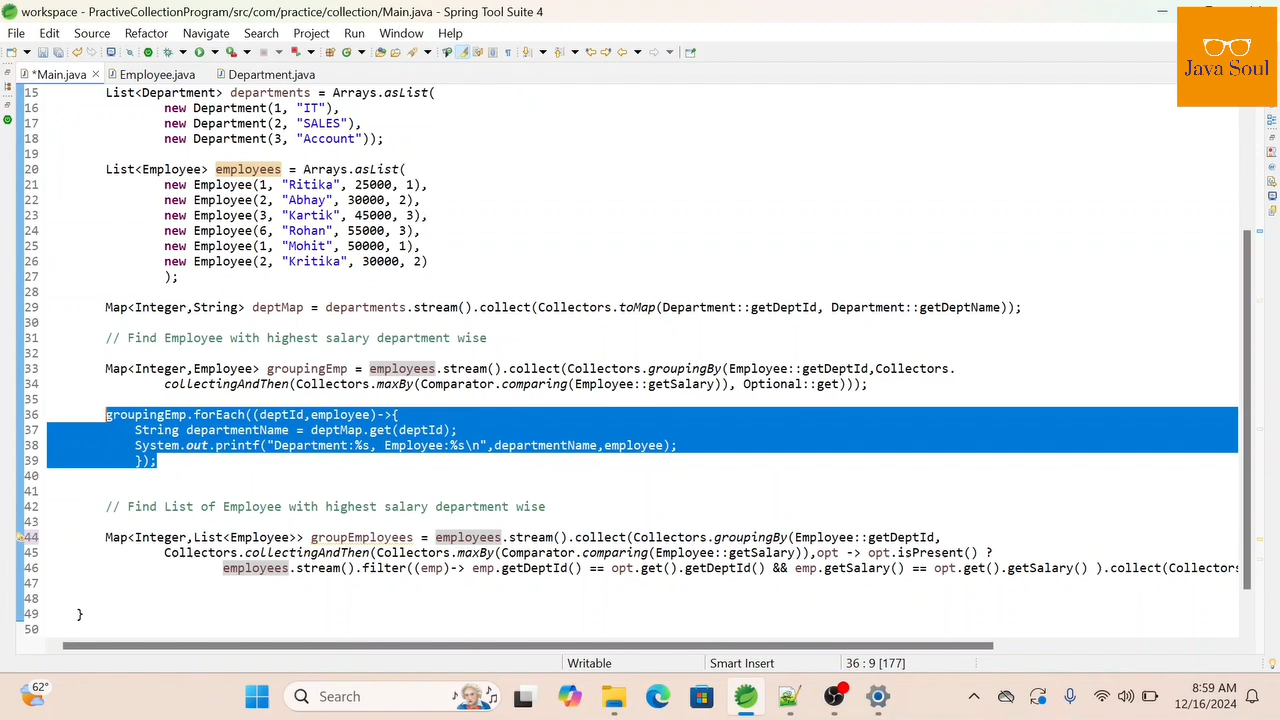 workspace - PractiveCollectionProgram/src/com/practice/collection/Main.java - Spring Tool Suite 4
File Edit Source Refactor Navigate Search Project Run Window Help
Java Soul
*Main.java Employee.java Department.java
15 List<Department> departments = Arrays.asList(
16 new Department(1, "IT"),
17 new Department(2, "SALES"),
18 new Department(3, "Account"));
19
20 List<Employee> employees = Arrays.asList(
21 new Employee(1, "Ritika", 25000, 1),
22 new Employee(2, "Abhay", 30000, 2),
23 new Employee(3, "Kartik", 45000, 3),
24 new Employee(6, "Rohan", 55000, 3),
25 new Employee(1, "Mohit", 50000, 1),
26 new Employee(2, "Kritika", 30000, 2)
27 );
28
29 Map<Integer,String> deptMap = departments.stream().collect(Collectors.toMap(Department::getDeptId, Department::getDeptName));
30
31 // Find Employee with highest salary department wise
32
33 Map<Integer,Employee> groupingEmp = employees.stream().collect(Collectors.groupingBy(Employee::getDeptId,Collectors.
34 collectingAndThen(Collectors.maxBy(Comparator.comparing(Employee::getSalary)), Optional::get)));
35
36 groupingEmp.forEach((deptId,employee)->{
37 String departmentName = deptMap.get(deptId);
38 System.out.printf("Department:%s, Employee:%s\n",departmentName,employee);
39 });
40
41
42 // Find List of Employee with highest salary department wise
43
44 Map<Integer,List<Employee>> groupEmployees = employees.stream().collect(Collectors.groupingBy(Employee::getDeptId,
45 Collectors.collectingAndThen(Collectors.maxBy(Comparator.comparing(Employee::getSalary)),opt -> opt.isPresent() ?
46 employees.stream().filter((emp)-> emp.getDeptId() == opt.get().getDeptId() && emp.getSalary() == opt.get().getSalary() ).collect(Collectors
47
48
49 }
50
Writable Smart Insert 36 : 9 [177]
62° Search 8:59 AM
12/16/2024